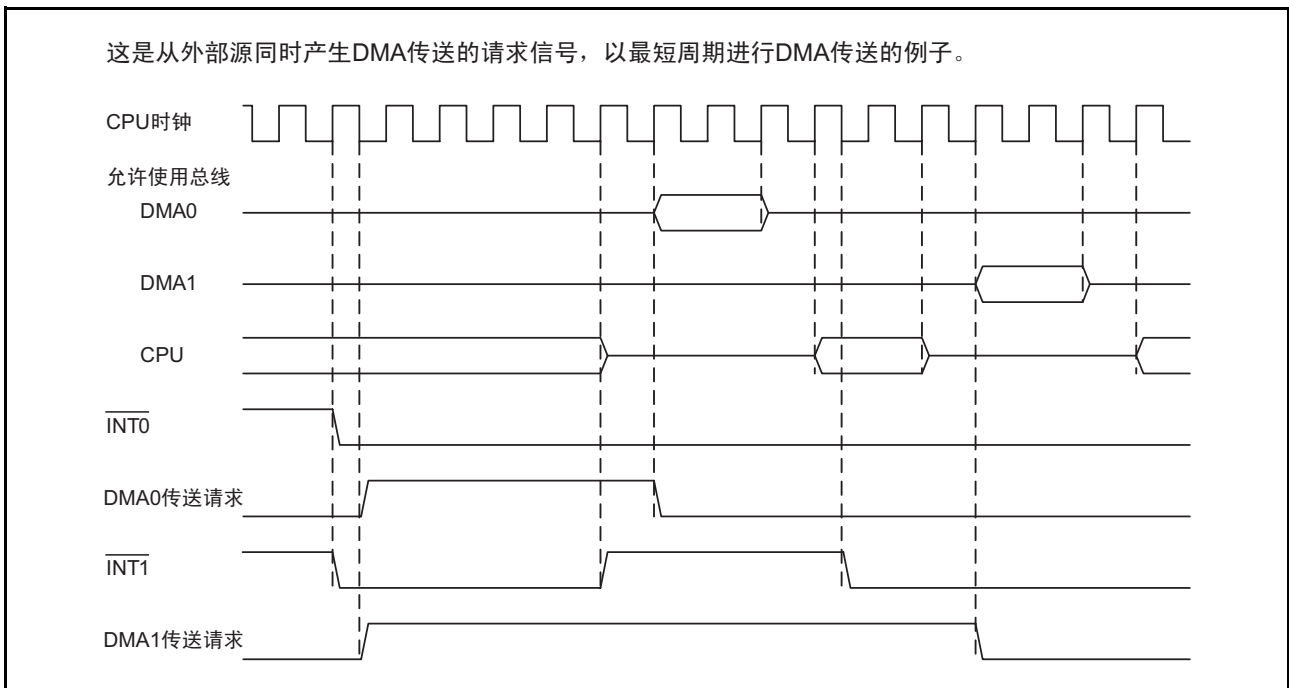 这是从外部源同时产生DMA传送的请求信号，以最短周期进行DMA传送的例子。
CPU时钟
允许使用总线
DMA0
DMA1
CPU
INT0
DMA0传送请求
INT1
DMA1传送请求